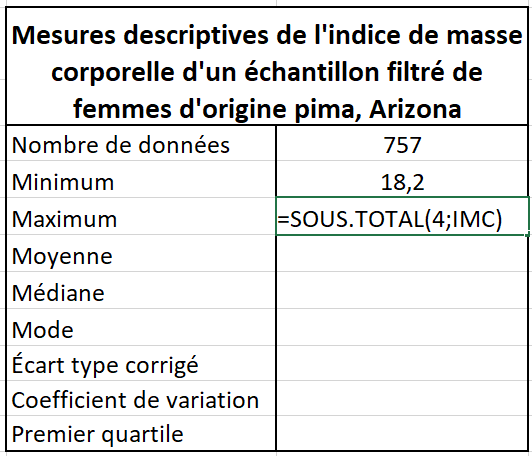 Mesures descriptives de l'indice de masse
corporelle d'un échantillon filtré de
femmes d'origine pima, Arizona
Nombre de données 757
Minimum 18,2
Maximum =SOUS.TOTAL(4;IMC)
Moyenne
Médiane
Mode
Écart type corrigé
Coefficient de variation
Premier quartile